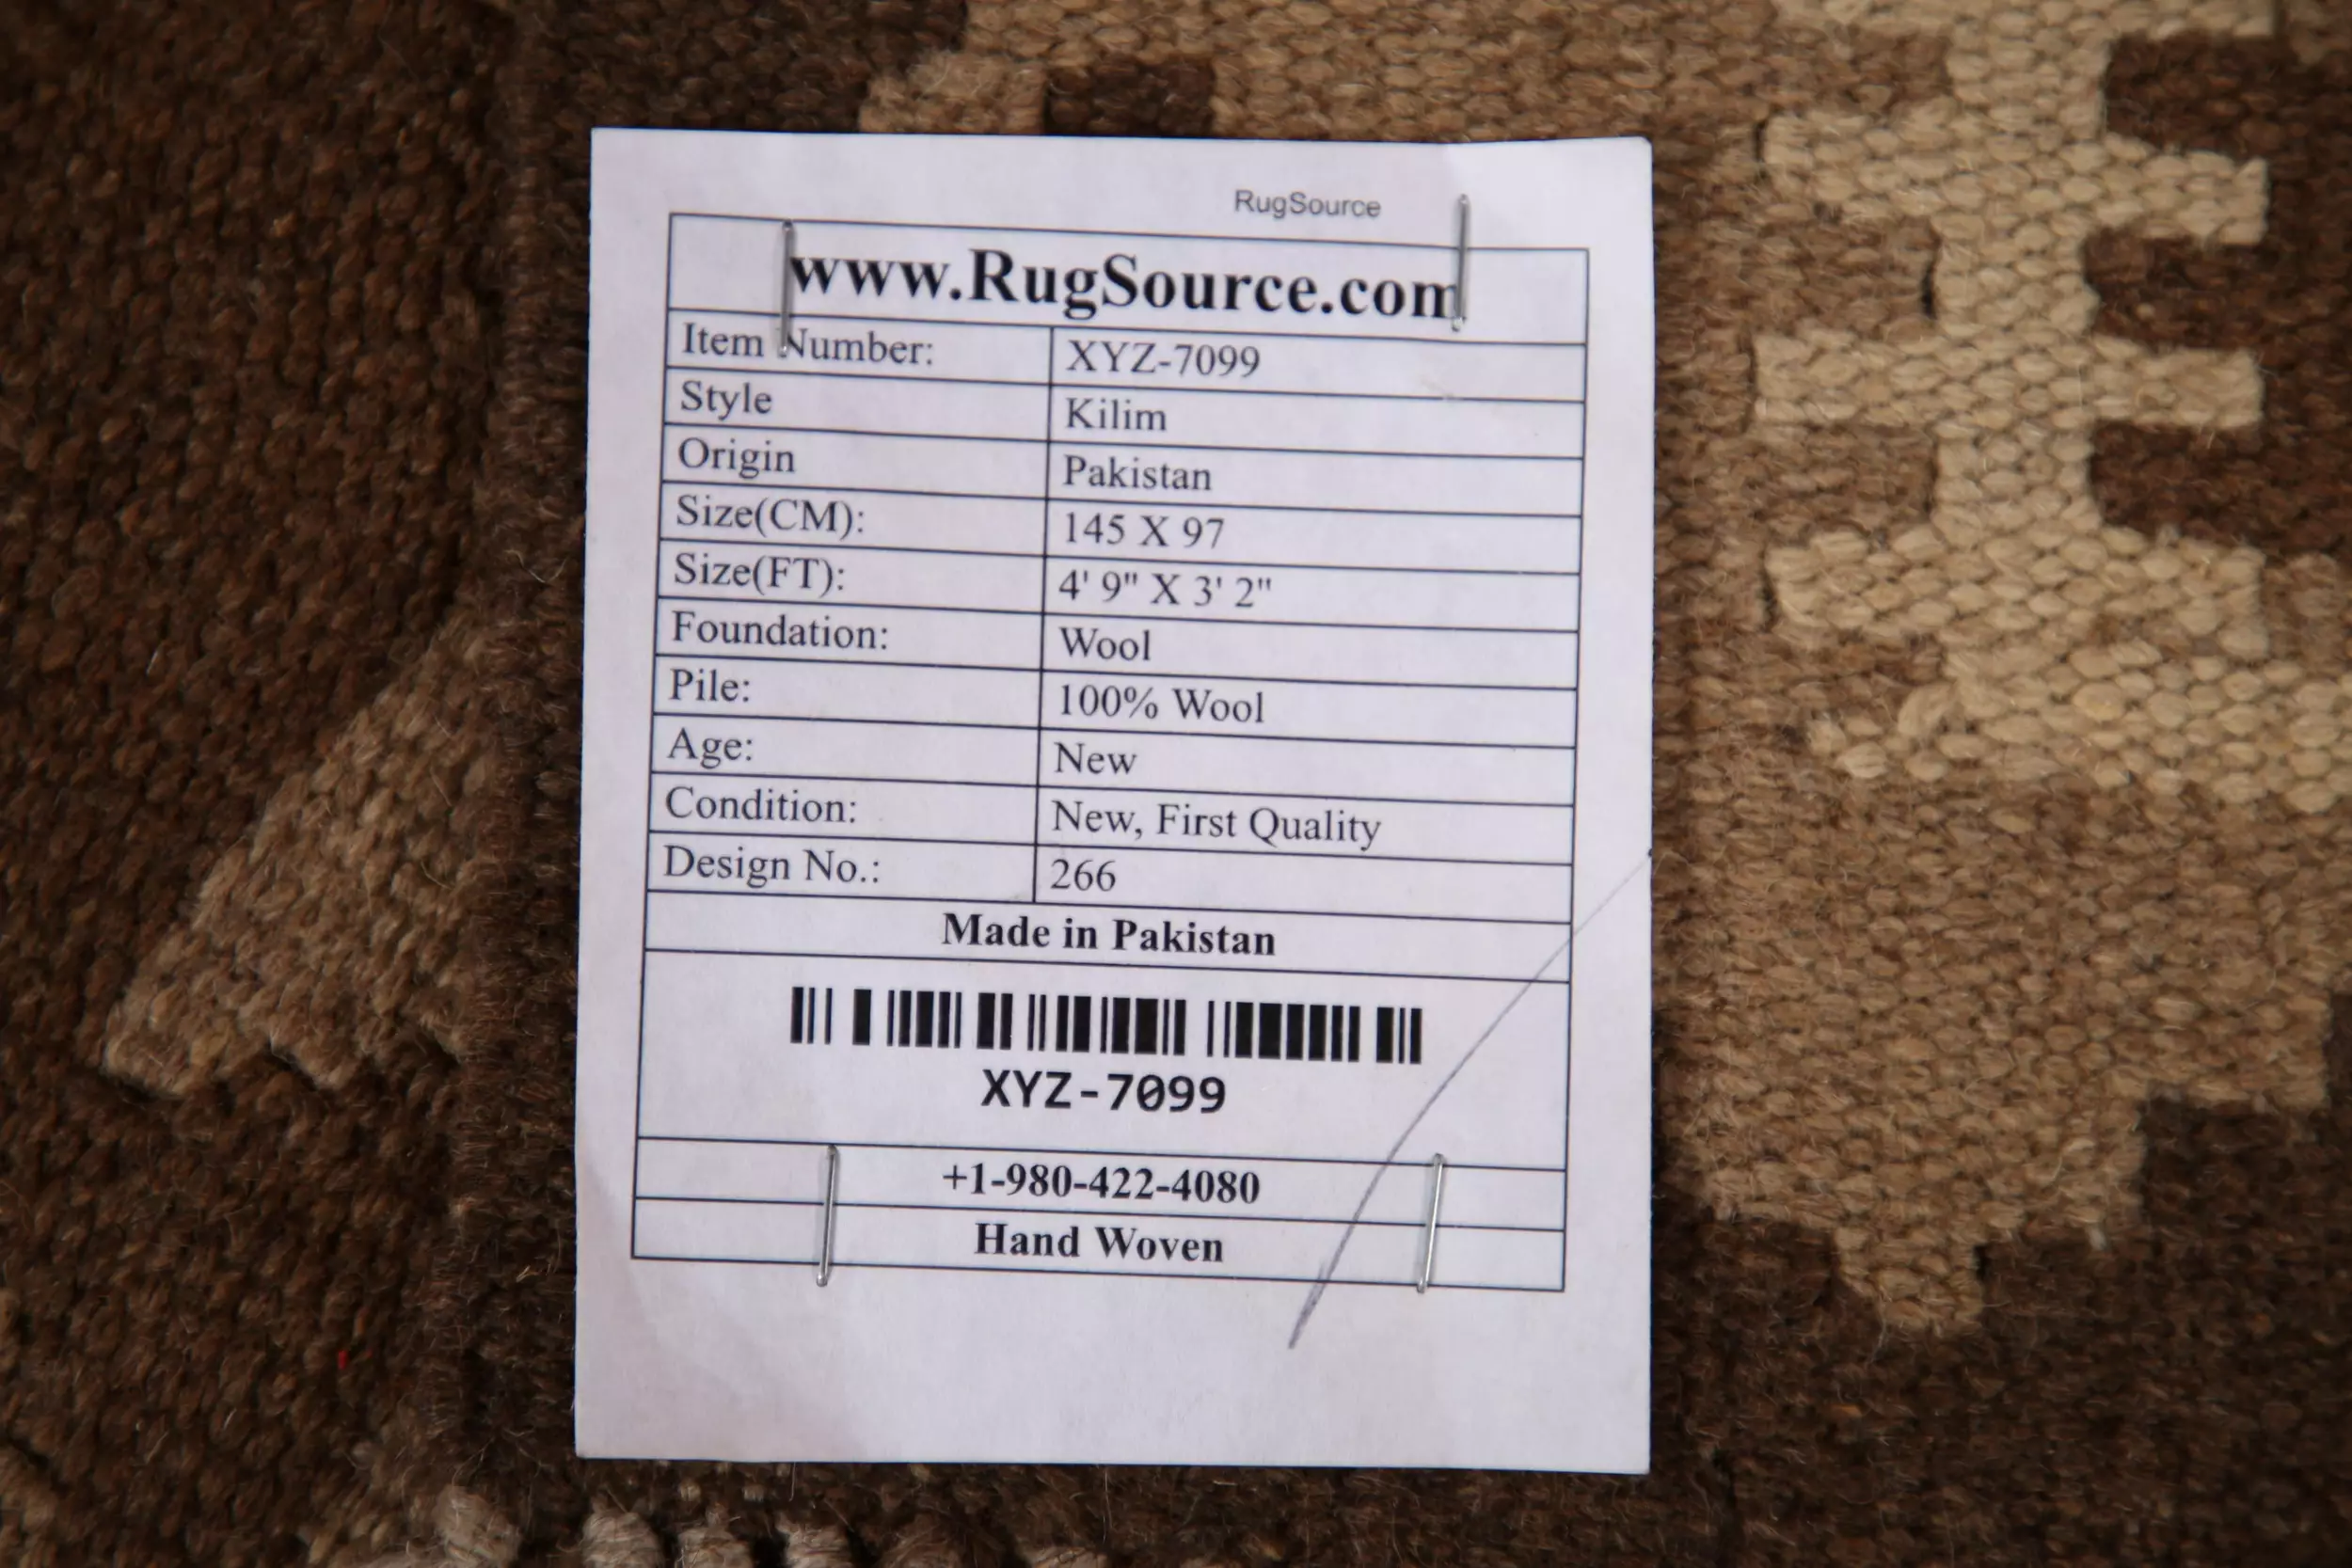 RugSource
www.RugSource.com
Item Number: XYZ-7099
Style Kilim
Origin Pakistan
Size(CM): 145 X 97
Size(FT): 4' 9" X 3' 2"
Foundation: Wool
Pile: 100% Wool
Age: New
Condition: New, First Quality
Design No.: 266
Made in Pakistan
XYZ-7099
+1-980-422-4080
Hand Woven